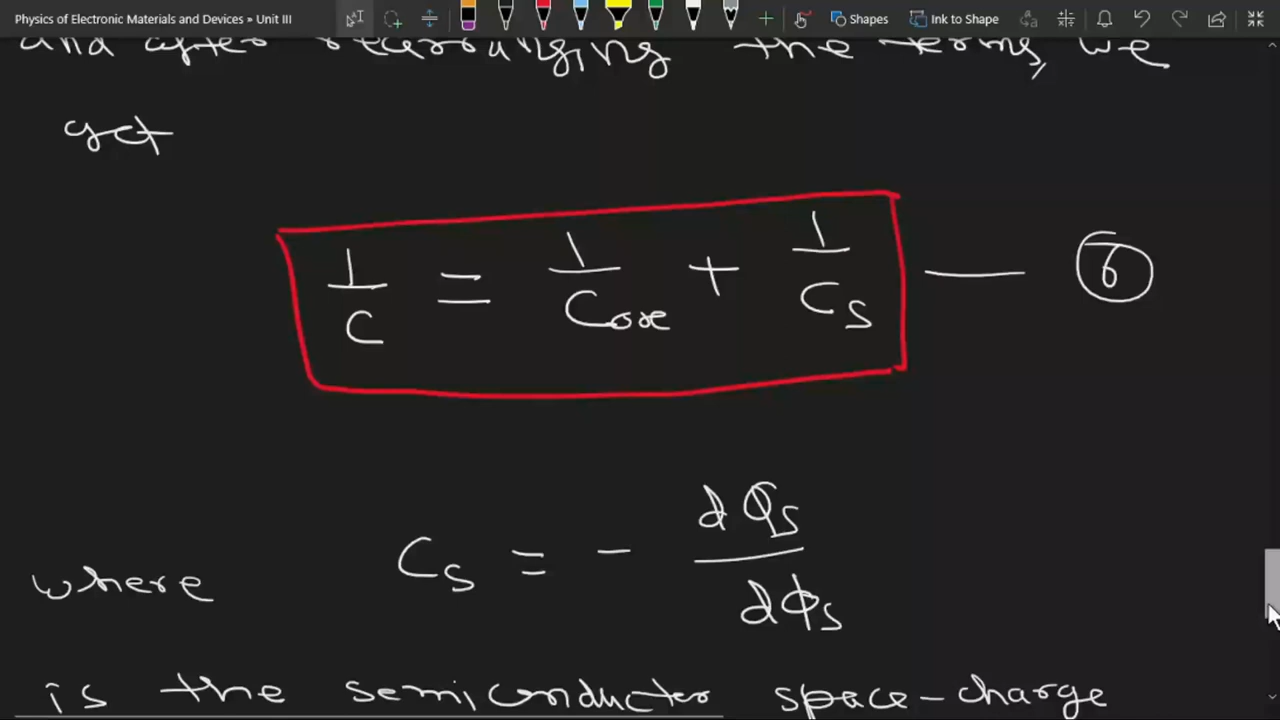 Physics of Electronic Materials and Devices » Unit III
Shapes
Ink to Shape
and after rearranging the terms, we
get
1/C = 1/Cox + 1/Cs — 6
where Cs = - dQs/dϕs
is the semiconductor space-charge